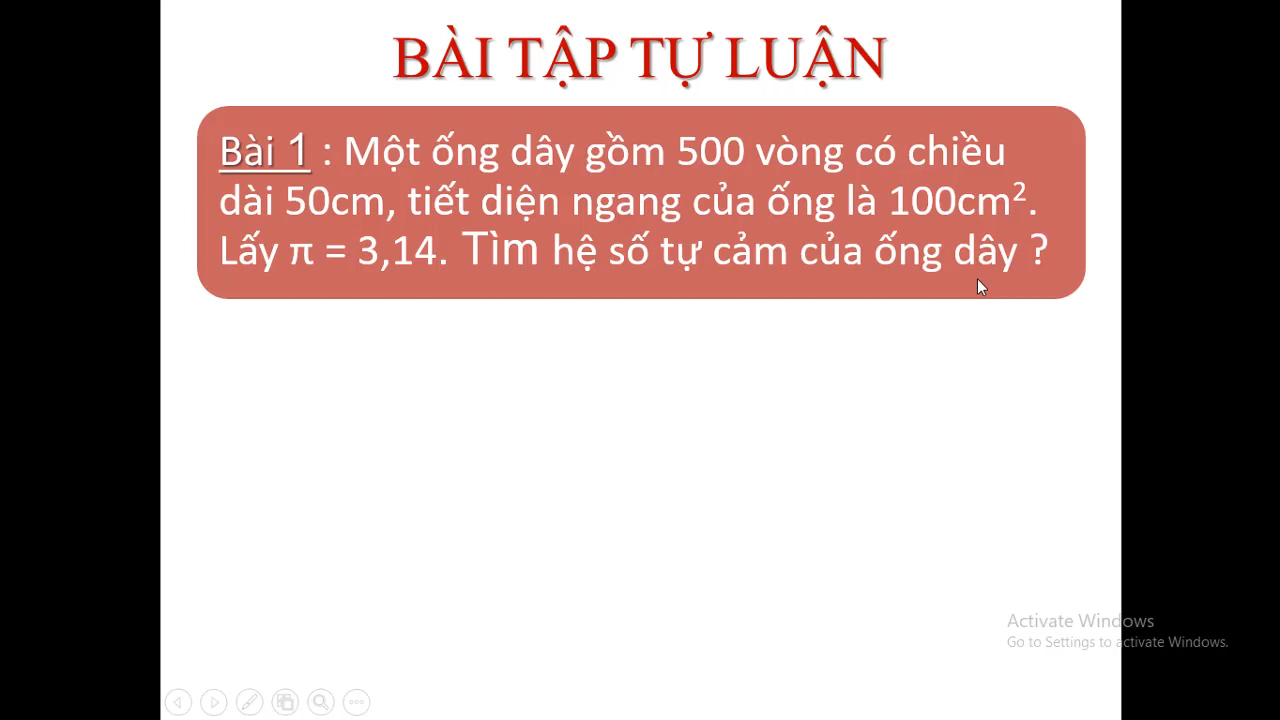 BÀI TẬP TỰ LUẬN
Bài 1 : Một ống dây gồm 500 vòng có chiều
dài 50cm, tiết diện ngang của ống là 100cm².
Lấy π = 3,14. Tìm hệ số tự cảm của ống dây ?
Activate Windows
Go to Settings to activate Windows.